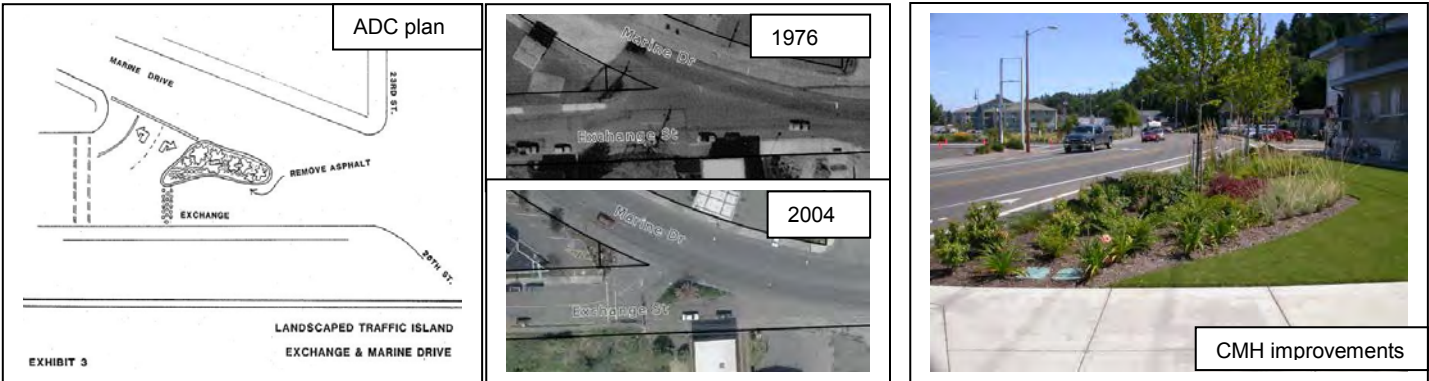 ADC plan
MARINE DRIVE
23RD ST.
REMOVE ASPHALT
EXCHANGE
20TH ST.
LANDSCAPED TRAFFIC ISLAND
EXCHANGE & MARINE DRIVE
EXHIBIT 3
1976
Marine Dr
Exchange St
2004
Marine Dr
Exchange St
CMH improvements